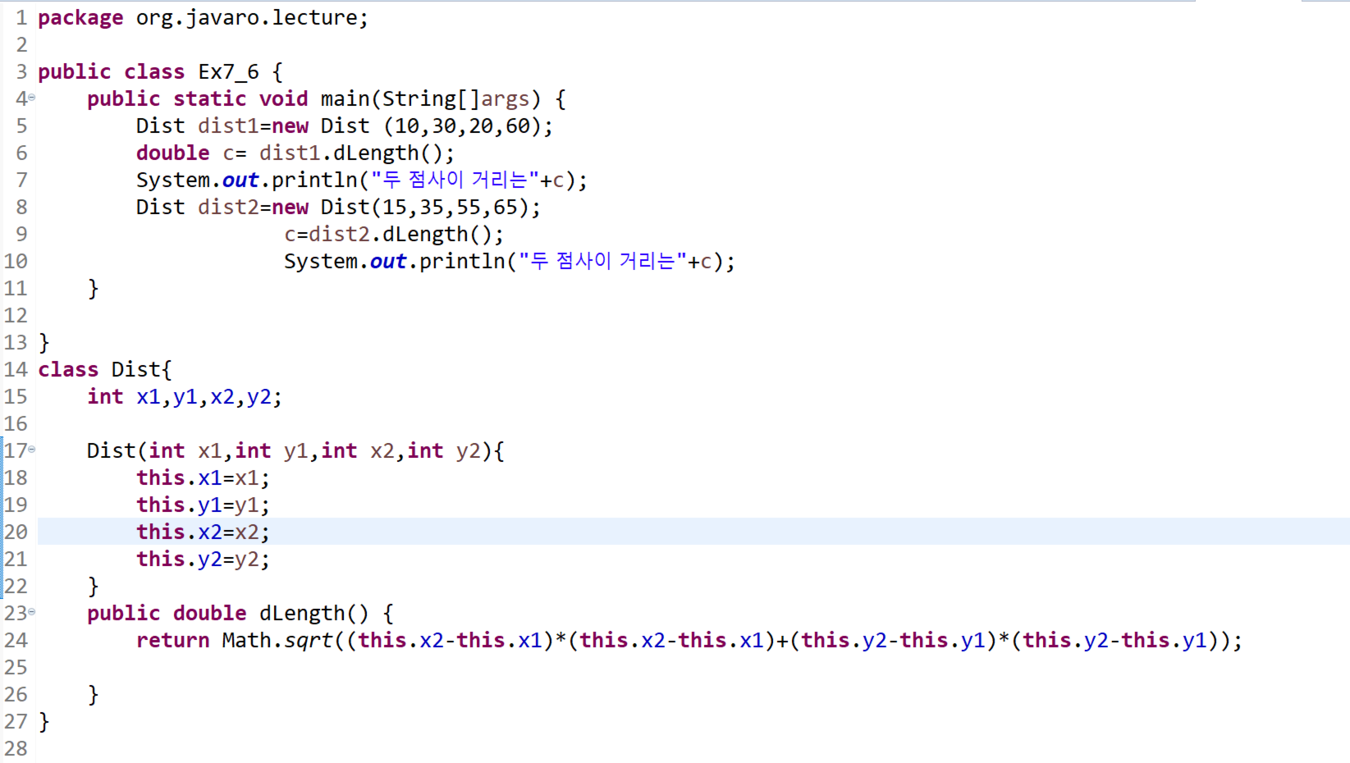 1 package org.javaro.lecture;
2
3 public class Ex7_6 {
4 public static void main(String[]args) {
5 Dist dist1=new Dist (10,30,20,60);
6 double c= dist1.dLength();
7 System.out.println("두 점사이 거리는"+c);
8 Dist dist2=new Dist(15,35,55,65);
9 c=dist2.dLength();
10 System.out.println("두 점사이 거리는"+c);
11 }
12
13 }
14 class Dist{
15 int x1,y1,x2,y2;
16
17 Dist(int x1,int y1,int x2,int y2){
18 this.x1=x1;
19 this.y1=y1;
20 this.x2=x2;
21 this.y2=y2;
22 }
23 public double dLength() {
24 return Math.sqrt((this.x2-this.x1)*(this.x2-this.x1)+(this.y2-this.y1)*(this.y2-this.y1));
25
26 }
27 }
28